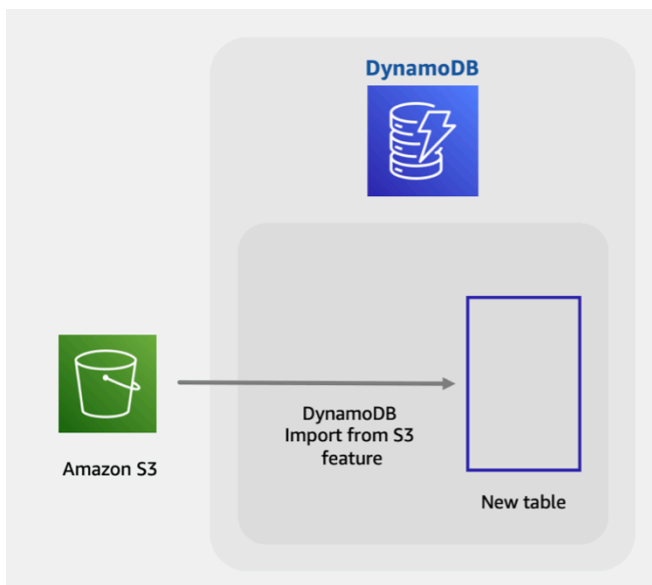 DynamoDB
DynamoDB
Import from S3
feature
Amazon S3
New table